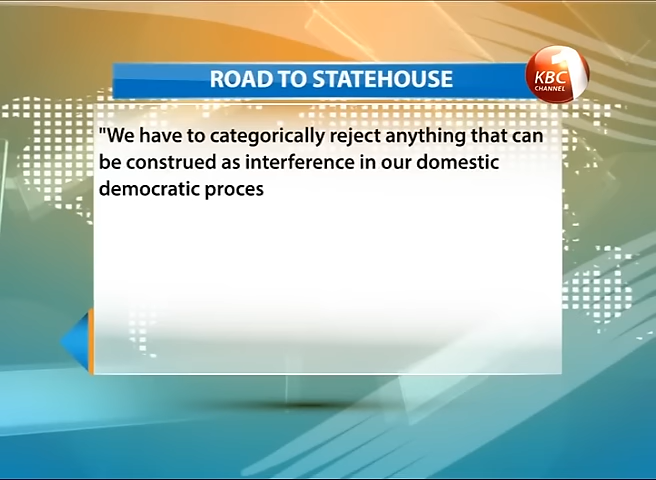 ROAD TO STATEHOUSE
1
KBC
CHANNEL
"We have to categorically reject anything that can
be construed as interference in our domestic
democratic proces